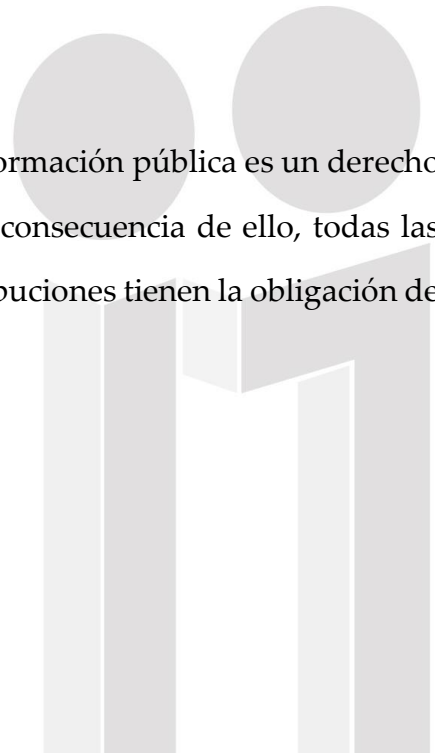 ormación pública es un derecho
consecuencia de ello, todas las
buciones tienen la obligación de